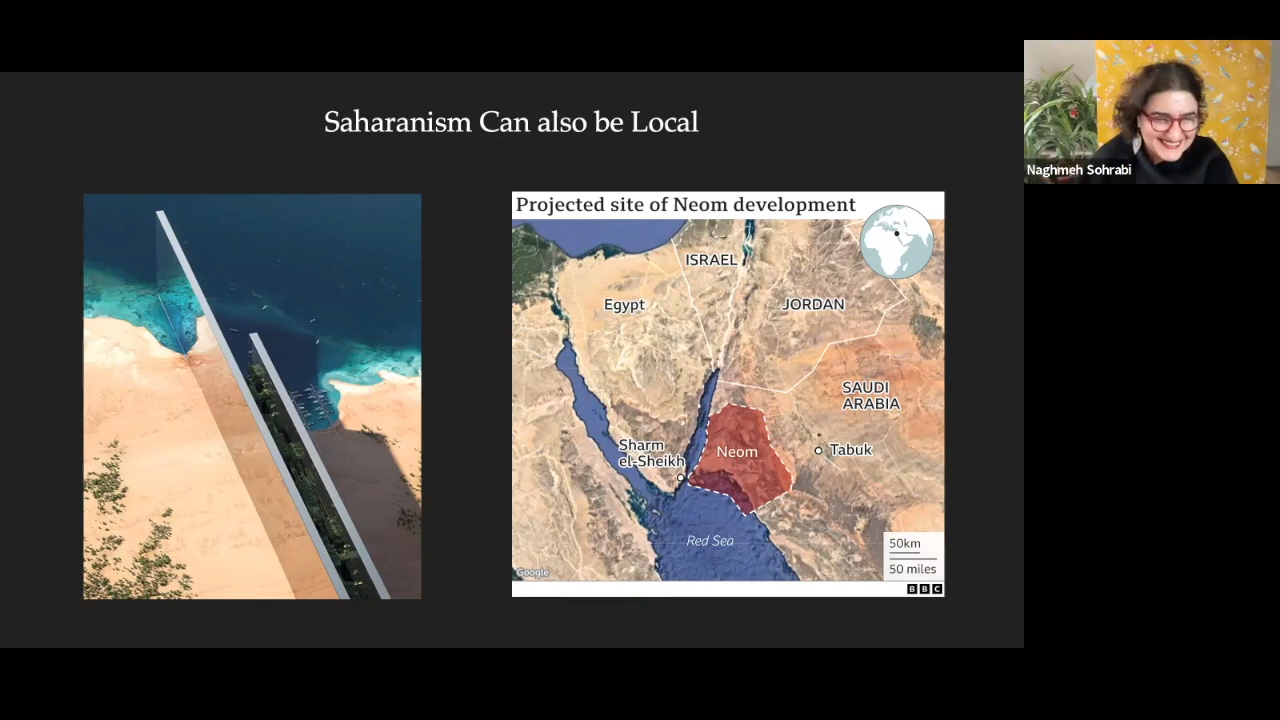 Saharanism Can also be Local
Naghmeh Sohrabi
Projected site of Neom development
ISRAEL
Egypt
JORDAN
SAUDI
ARABIA
Sharm
el-Sheikh
Neom
Tabuk
Red Sea
50km
50 miles
Google
BBC